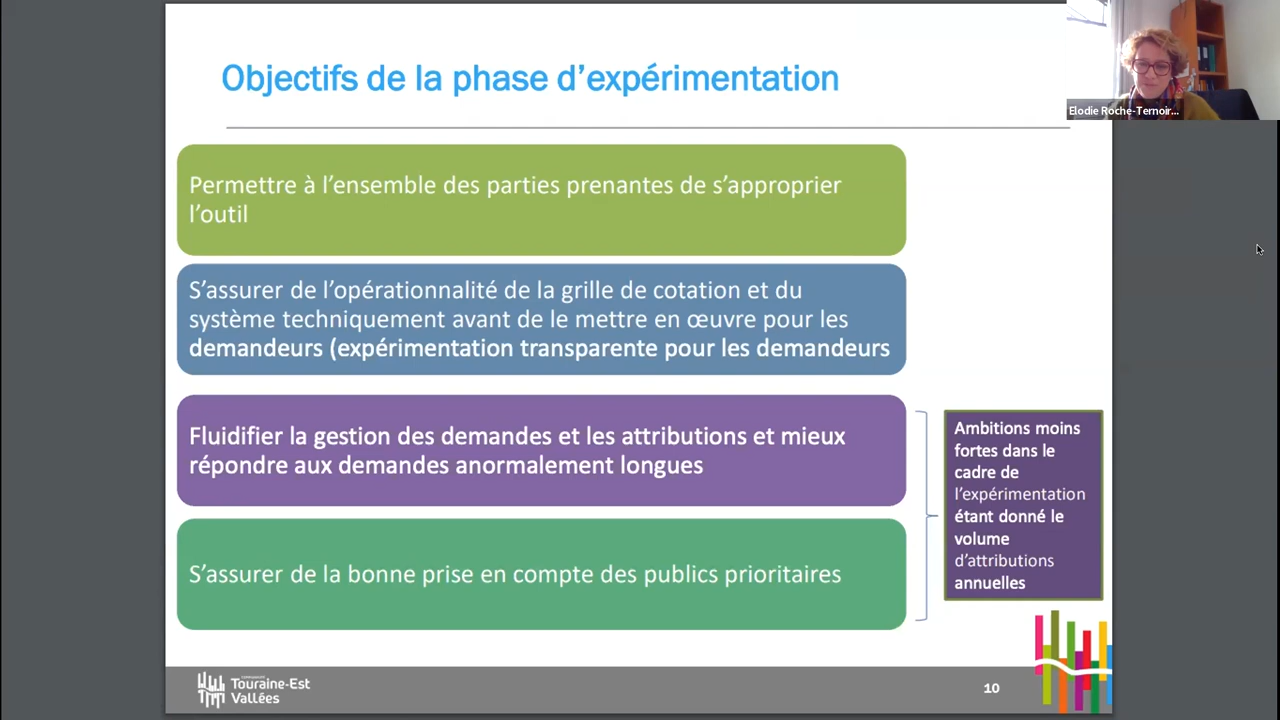 Objectifs de la phase d'expérimentation
Elodie Roche-Ternoir...
Permettre à l'ensemble des parties prenantes de s'approprier
l'outil
S'assurer de l'opérationnalité de la grille de cotation et du
système techniquement avant de le mettre en œuvre pour les
demandeurs (expérimentation transparente pour les demandeurs
Fluidifier la gestion des demandes et les attributions et mieux
répondre aux demandes anormalement longues
S'assurer de la bonne prise en compte des publics prioritaires
Ambitions moins
fortes dans le
cadre de
l'expérimentation
étant donné le
volume
d'attributions
annuelles
Touraine-Est
Vallées
10